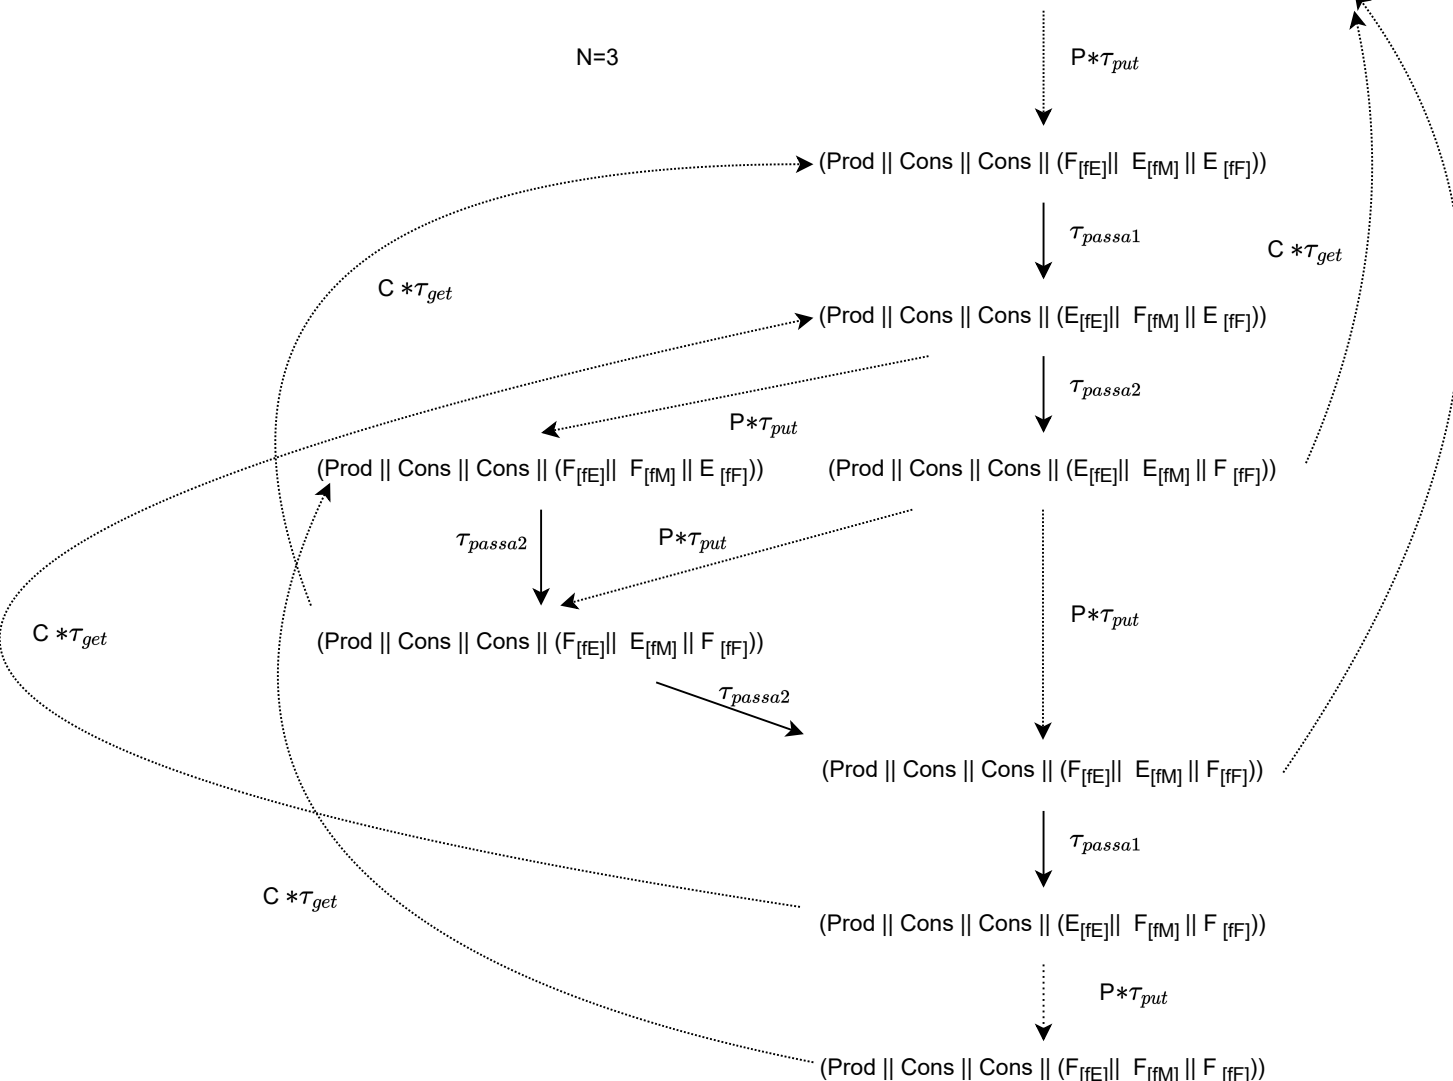 N=3
P*τput
(Prod || Cons || Cons || (F[fE]|| E[fM] || E [fF]))
τpassa1
C *τget
C *τget
(Prod || Cons || Cons || (E[fE]|| F[fM] || E [fF]))
τpassa2
P*τput
(Prod || Cons || Cons || (F[fE]|| F[fM] || E [fF]))
(Prod || Cons || Cons || (E[fE]|| E[fM] || F [fF]))
τpassa2
P*τput
P*τput
C *τget
(Prod || Cons || Cons || (F[fE]|| E[fM] || F [fF]))
τpassa2
(Prod || Cons || Cons || (F[fE]|| E[fM] || F[fF]))
τpassa1
C *τget
(Prod || Cons || Cons || (E[fE]|| F[fM] || F [fF]))
P*τput
(Prod || Cons || Cons || (F[fE]|| F[fM] || F [fF]))